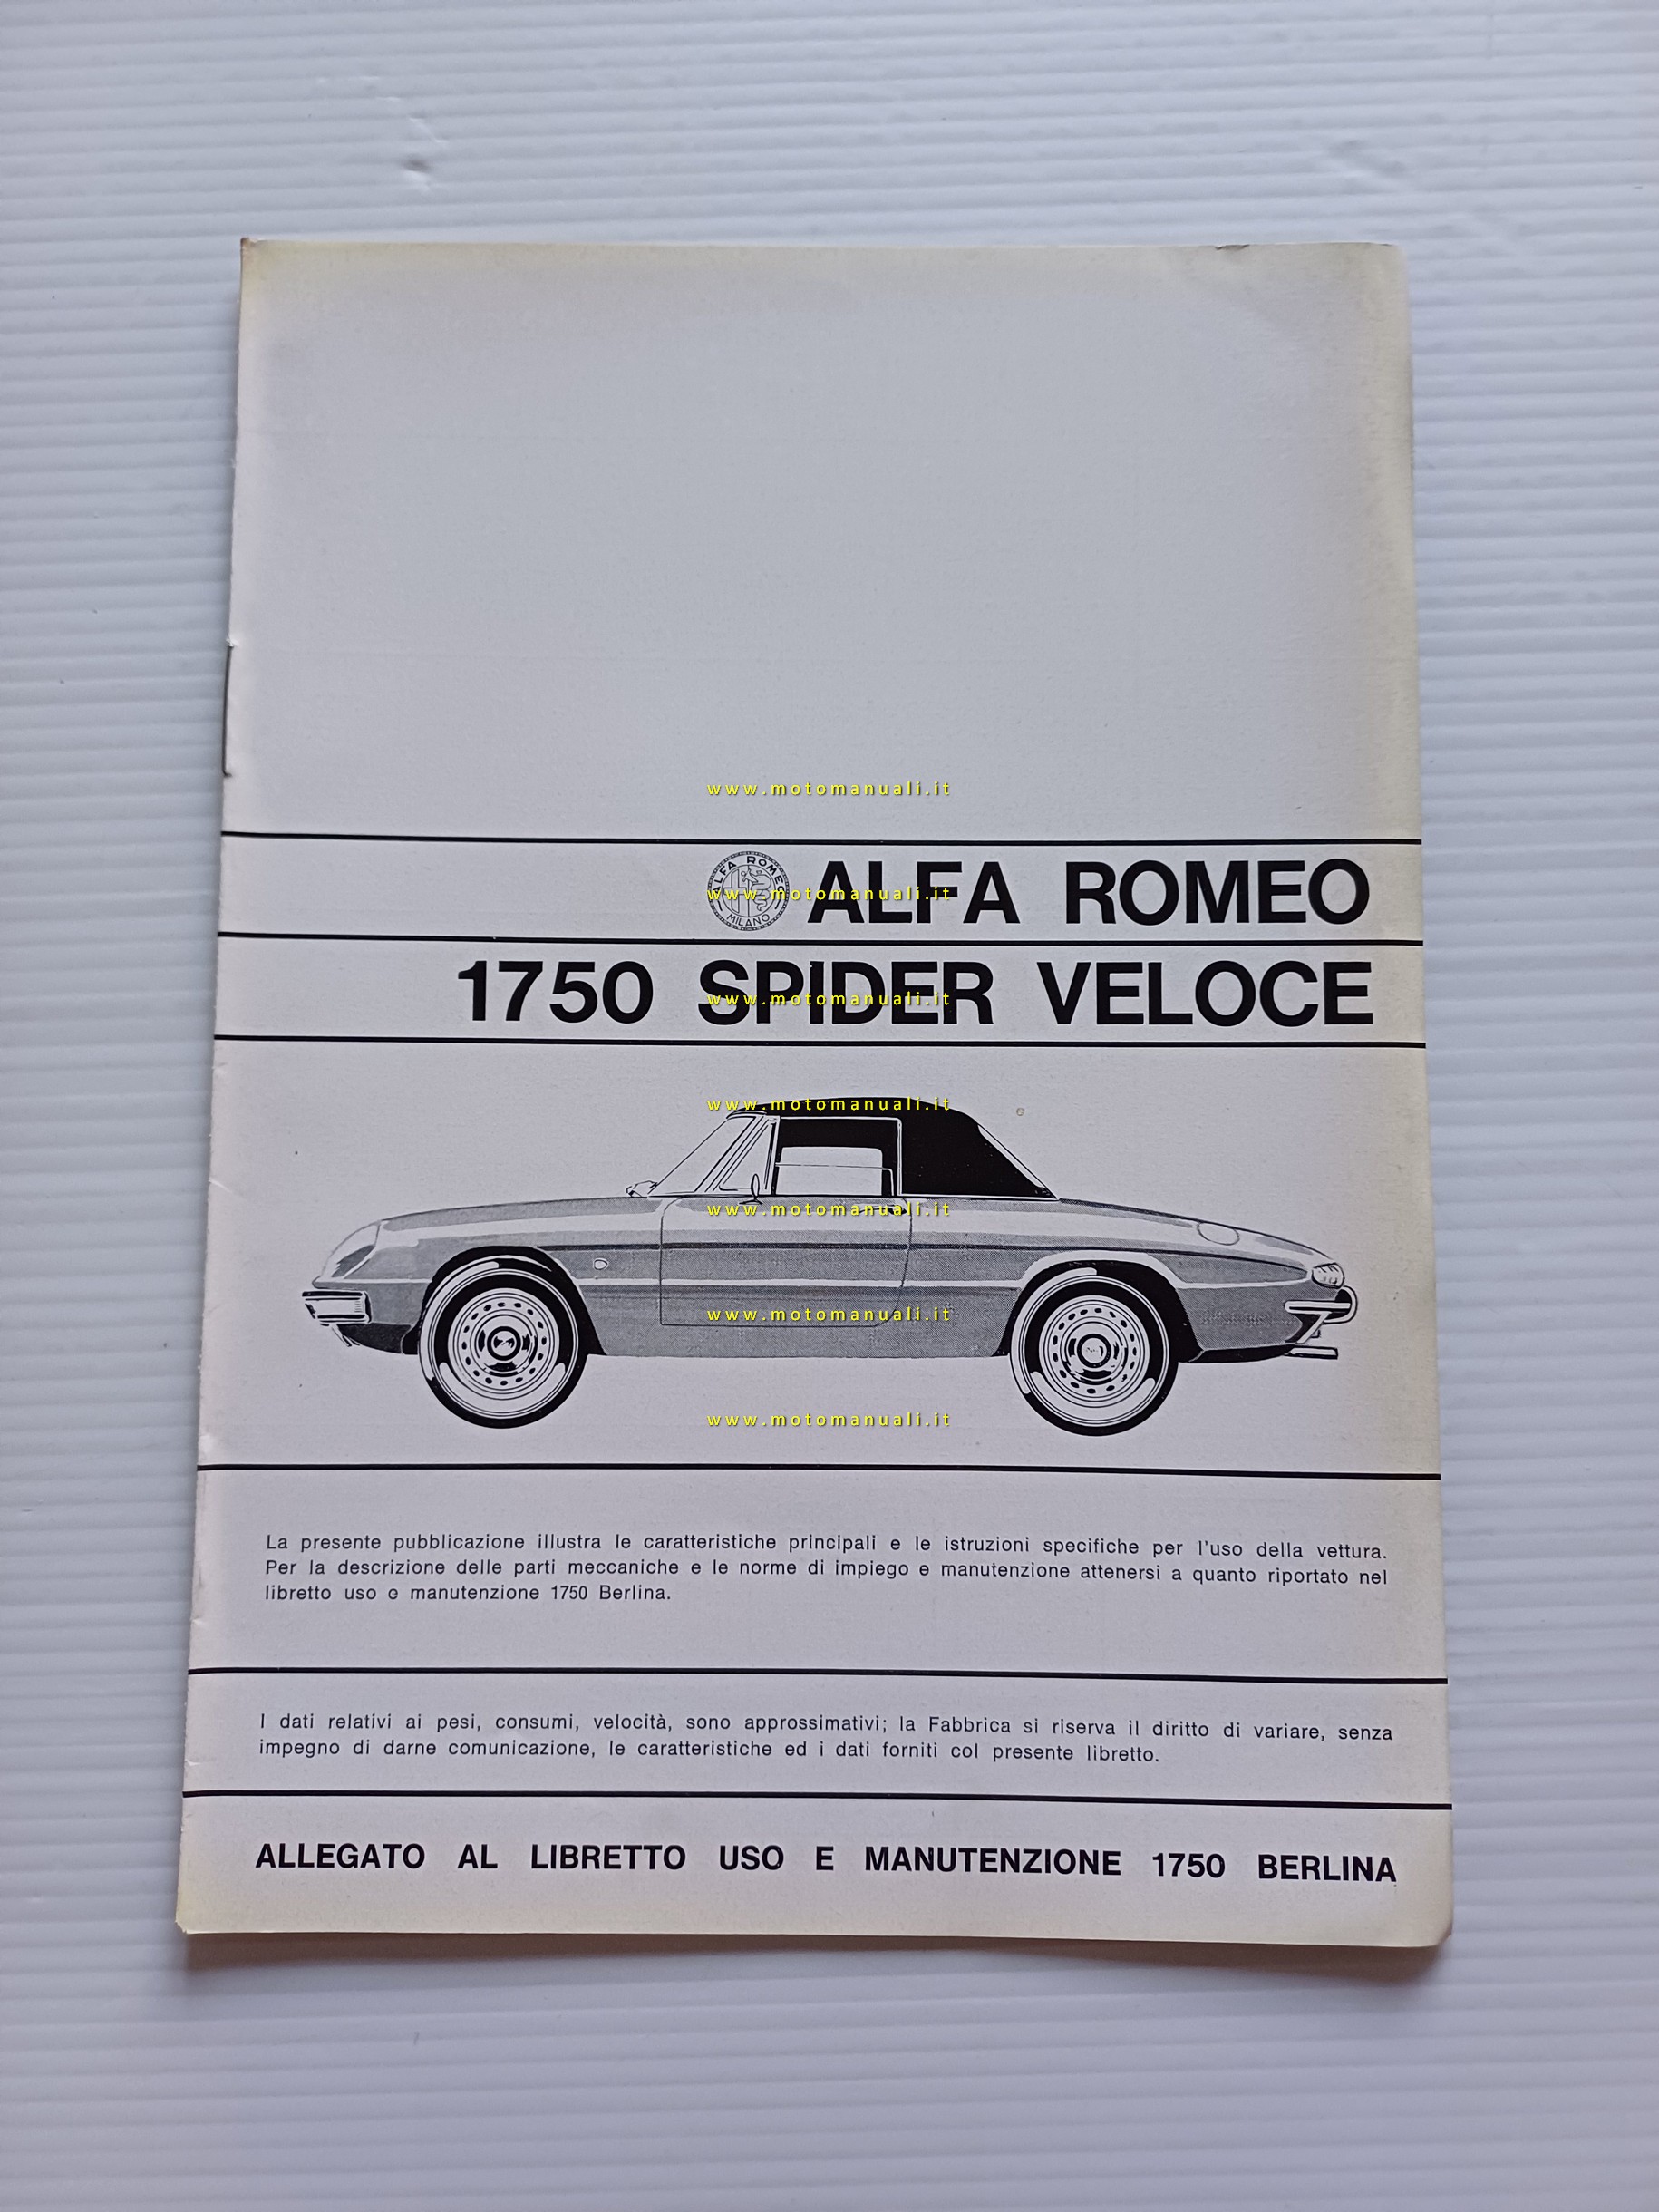 www.motomanuali.it
ALFA ROMEO
MILANO
ALFA ROMEO
www.motomanuali.it
1750 SPIDER VELOCE
www.motomanuali.it
www.motomanuali.it
www.motomanuali.it
www.motomanuali.it
www.motomanuali.it
La presente pubblicazione illustra le caratteristiche principali e le istruzioni specifiche per l'uso della vettura.
Per la descrizione delle parti meccaniche e le norme di impiego e manutenzione attenersi a quanto riportato nel
libretto uso e manutenzione 1750 Berlina.
I dati relativi ai pesi, consumi, velocità, sono approssimativi; la Fabbrica si riserva il diritto di variare, senza
impegno di darne comunicazione, le caratteristiche ed i dati forniti col presente libretto.
ALLEGATO AL LIBRETTO USO E MANUTENZIONE 1750 BERLINA